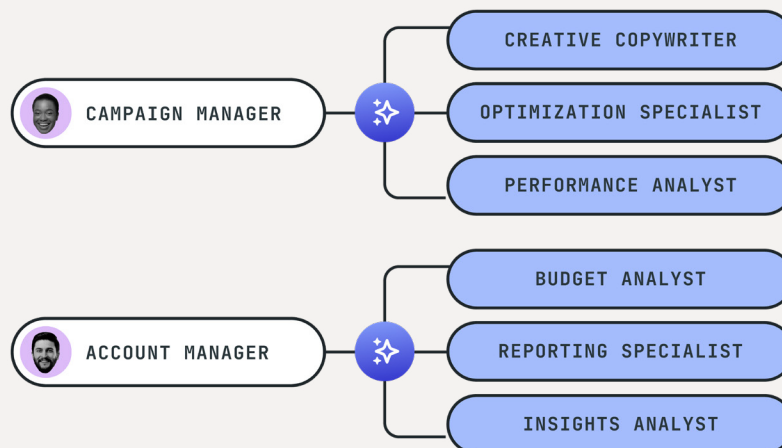 CREATIVE COPYWRITER
CAMPAIGN MANAGER
OPTIMIZATION SPECIALIST
PERFORMANCE ANALYST
BUDGET ANALYST
ACCOUNT MANAGER
REPORTING SPECIALIST
INSIGHTS ANALYST